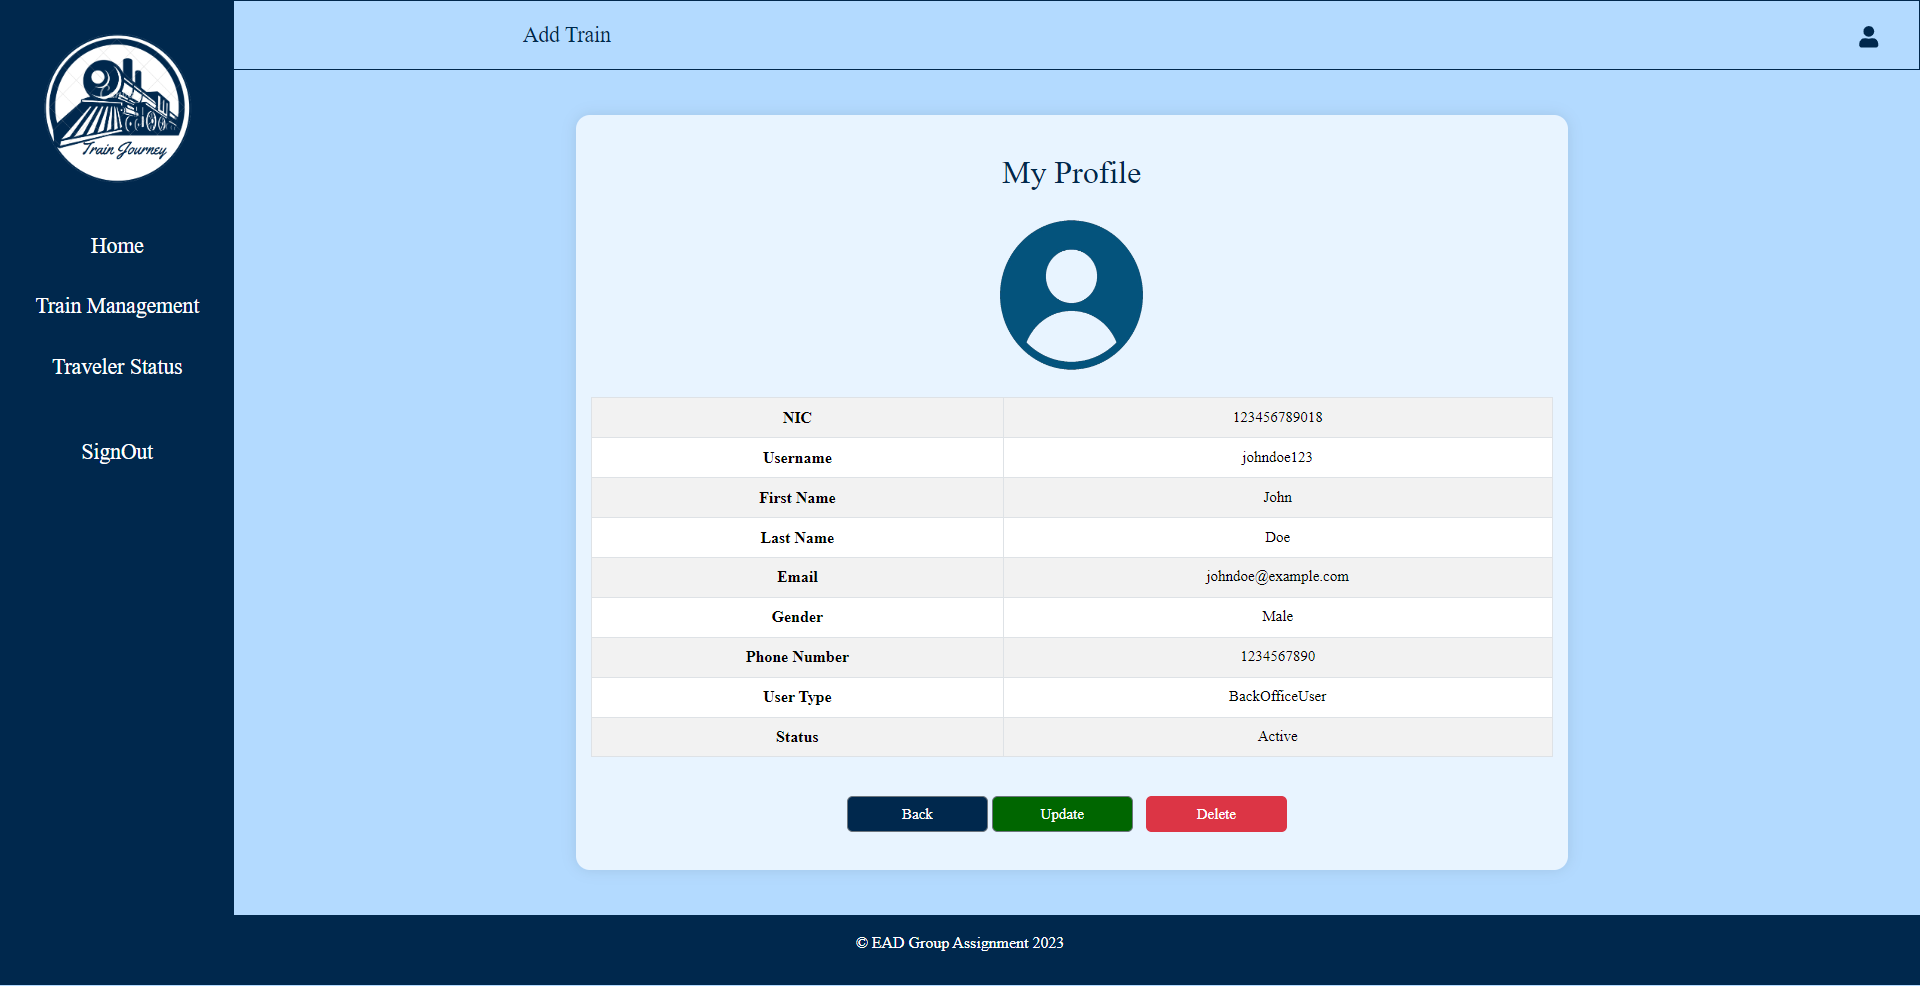 Train Journey
Home
Train Management
Traveler Status
SignOut
Add Train
My Profile
NIC 123456789018
Username johndoe123
First Name John
Last Name Doe
Email johndoe@example.com
Gender Male
Phone Number 1234567890
User Type BackOfficeUser
Status Active
Back Update Delete
© EAD Group Assignment 2023